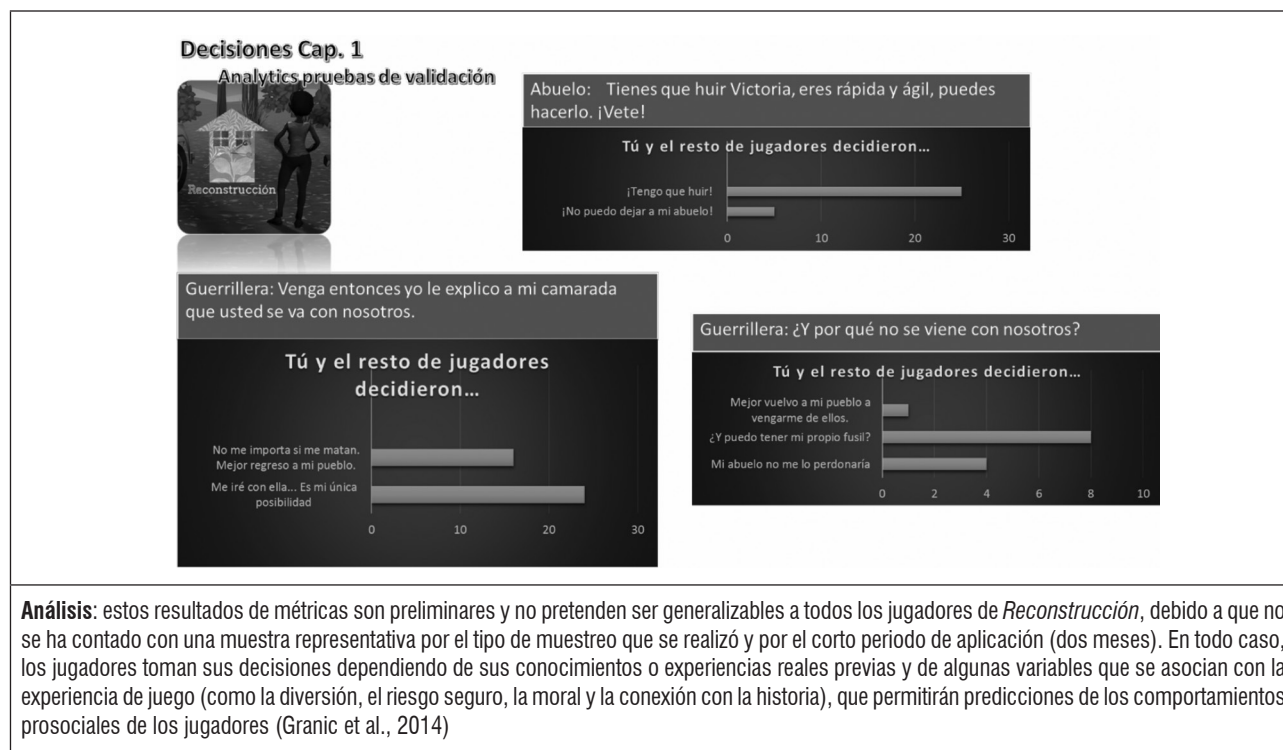 Decisiones Cap. 1
Analytics pruebas de validación
Reconstrucción
Abuelo: Tienes que huir Victoria, eres rápida y ágil, puedes
hacerlo. ¡Vete!
Tú y el resto de jugadores decidieron...
¡Tengo que huir!
¡No puedo dejar a mi abuelo!
0 10 20 30
Guerrillera: Venga entonces yo le explico a mi camarada
que usted se va con nosotros.
Tú y el resto de jugadores
decidieron...
No me importa si me matan.
Mejor regreso a mi pueblo.
Me iré con ella... Es mi única
posibilidad
0 10 20 30
Guerrillera: ¿Y por qué no se viene con nosotros?
Tú y el resto de jugadores decidieron...
Mejor vuelvo a mi pueblo a
vengarme de ellos.
¿Y puedo tener mi propio fusil?
Mi abuelo no me lo perdonaría
0 2 4 6 8 10
Análisis: estos resultados de métricas son preliminares y no pretenden ser generalizables a todos los jugadores de Reconstrucción, debido a que no
se ha contado con una muestra representativa por el tipo de muestreo que se realizó y por el corto periodo de aplicación (dos meses). En todo caso,
los jugadores toman sus decisiones dependiendo de sus conocimientos o experiencias reales previas y de algunas variables que se asocian con la
experiencia de juego (como la diversión, el riesgo seguro, la moral y la conexión con la historia), que permitirán predicciones de los comportamientos
prosociales de los jugadores (Granic et al., 2014)